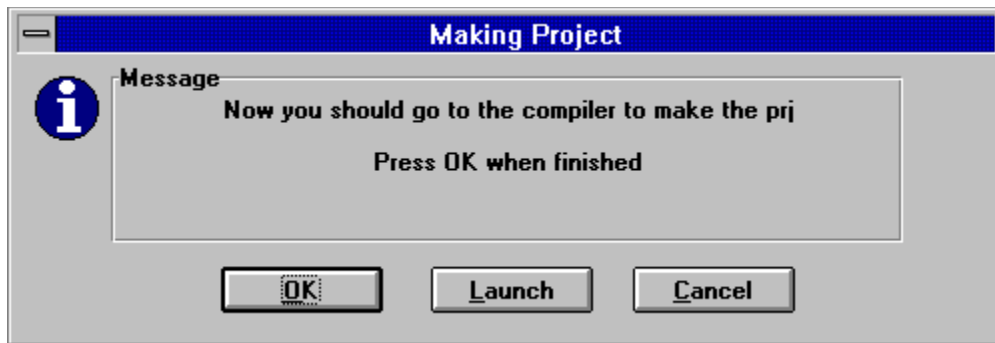 Making Project
Message
Now you should go to the compiler to make the prj
Press OK when finished
OK
Launch
Cancel